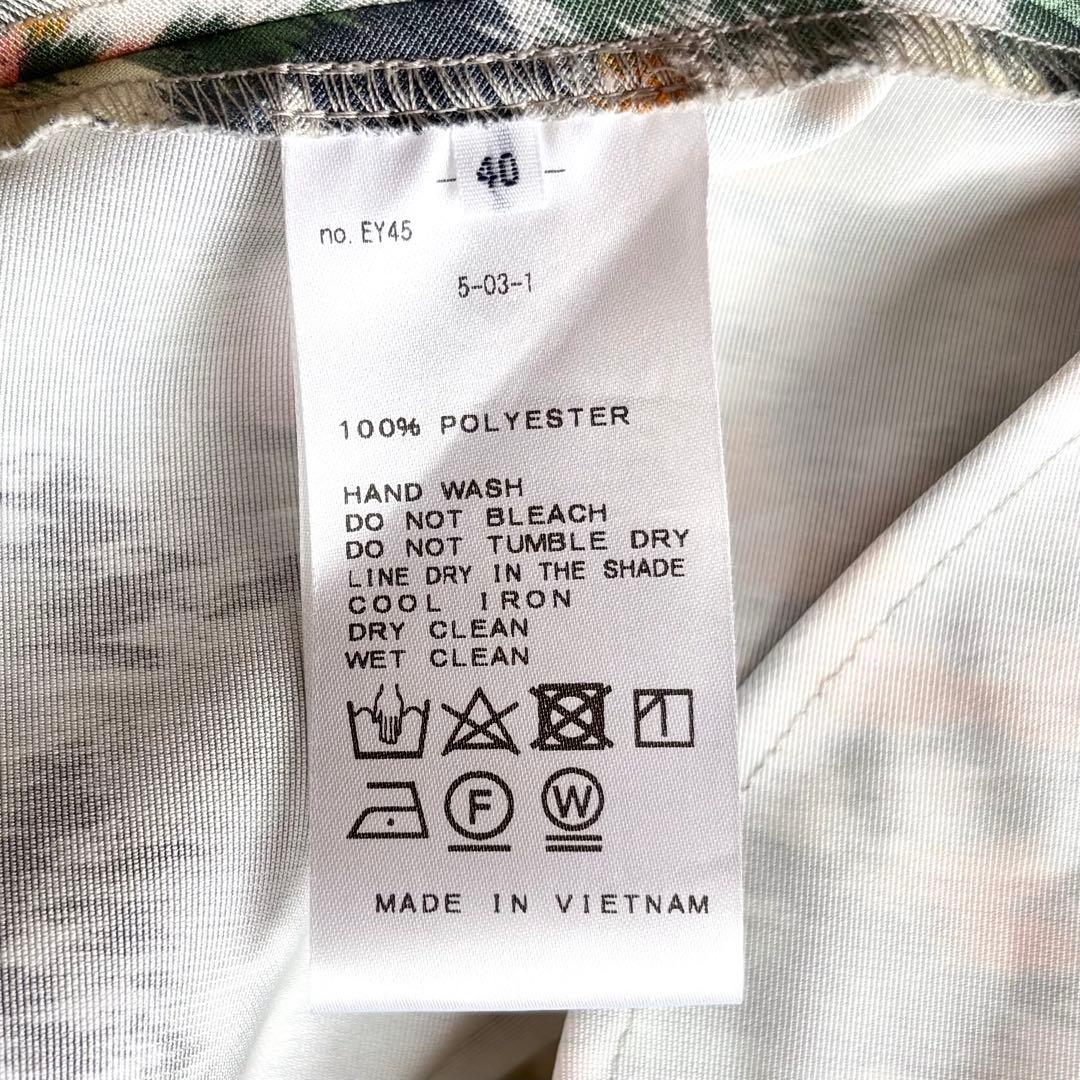 - 40 -
no. EY45
5-03-1
100% POLYESTER
HAND WASH
DO NOT BLEACH
DO NOT TUMBLE DRY
LINE DRY IN THE SHADE
COOL IRON
DRY CLEAN
WET CLEAN
F W
MADE IN VIETNAM